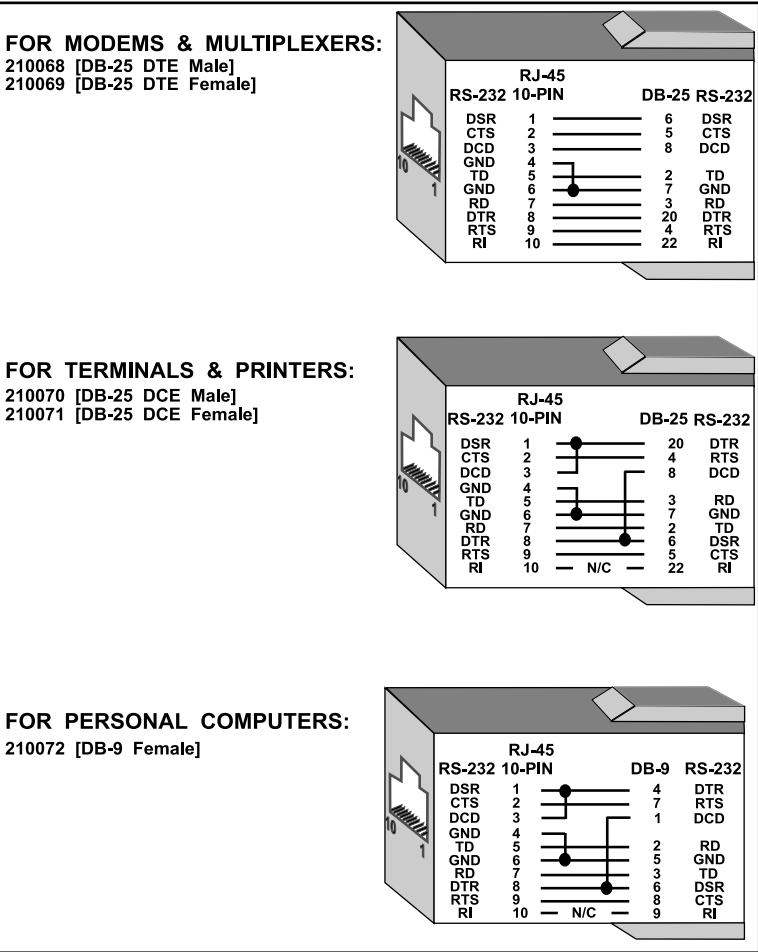 FOR MODEMS & MULTIPLEXERS:
210068 [DB-25 DTE Male]
210069 [DB-25 DTE Female]
RJ-45
RS-232 10-PIN DB-25 RS-232
DSR 1 6 DSR
CTS 2 5 CTS
DCD 3 8 DCD
GND 4
TD 5 2 TD
GND 6 7 GND
RD 7 3 RD
DTR 8 20 DTR
RTS 9 4 RTS
RI 10 22 RI
10
1
FOR TERMINALS & PRINTERS:
210070 [DB-25 DCE Male]
210071 [DB-25 DCE Female]
RJ-45
RS-232 10-PIN DB-25 RS-232
DSR 1 20 DTR
CTS 2 4 RTS
DCD 3 8 DCD
GND 4
TD 5 3 RD
GND 6 7 GND
RD 7 2 TD
DTR 8 6 DSR
RTS 9 5 CTS
RI 10 N/C 22 RI
10
1
FOR PERSONAL COMPUTERS:
210072 [DB-9 Female]
RJ-45
RS-232 10-PIN DB-9 RS-232
DSR 1 4 DTR
CTS 2 7 RTS
DCD 3 1 DCD
GND 4
TD 5 2 RD
GND 6 5 GND
RD 7 3 TD
DTR 8 6 DSR
RTS 9 8 CTS
RI 10 N/C 9 RI
10
1